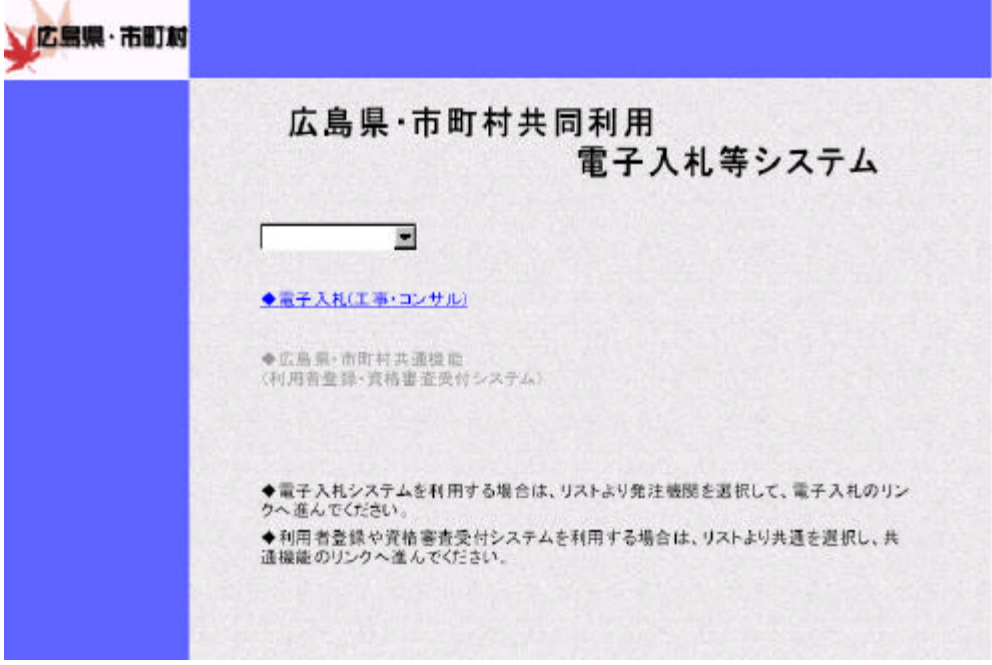 広島県・市町村
広島県・市町村共同利用
電子入札等システム
◆電子入札(工事・コンサル)
◆広島県・市町村共通機能
(利用者登録・資格審査受付システム)
◆電子入札システムを利用する場合は、リストより発注機関を選択して、電子入札のリン
クへ進んでください。
◆利用者登録や資格審査受付システムを利用する場合は、リストより共通を選択し、共
通機能のリンクへ進んでください。